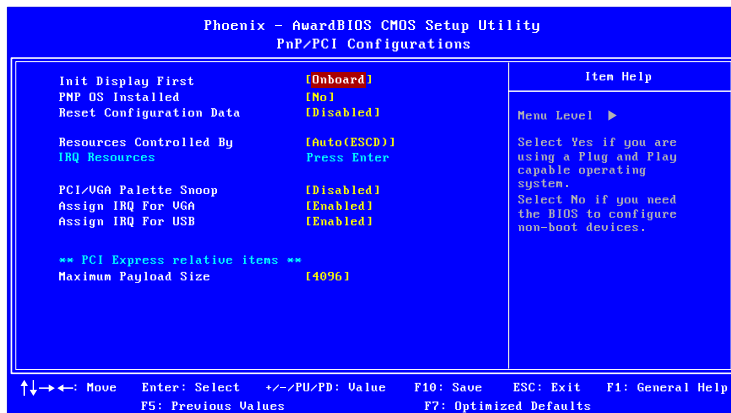 Phoenix - AwardBIOS CMOS Setup Utility
PnP/PCI Configurations
Init Display First [Onboard]
PNP OS Installed [No]
Reset Configuration Data [Disabled]
Resources Controlled By [Auto(ESCD)]
IRQ Resources Press Enter
PCI/VGA Palette Snoop [Disabled]
Assign IRQ For VGA [Enabled]
Assign IRQ For USB [Enabled]
** PCI Express relative items **
Maximum Payload Size [4096]
Item Help
Menu Level ▶
Select Yes if you are
using a Plug and Play
capable operating
system.
Select No if you need
the BIOS to configure
non-boot devices.
↑↓→←: Move Enter: Select +/-/PU/PD: Value F10: Save ESC: Exit F1: General Help
F5: Previous Values F7: Optimized Defaults